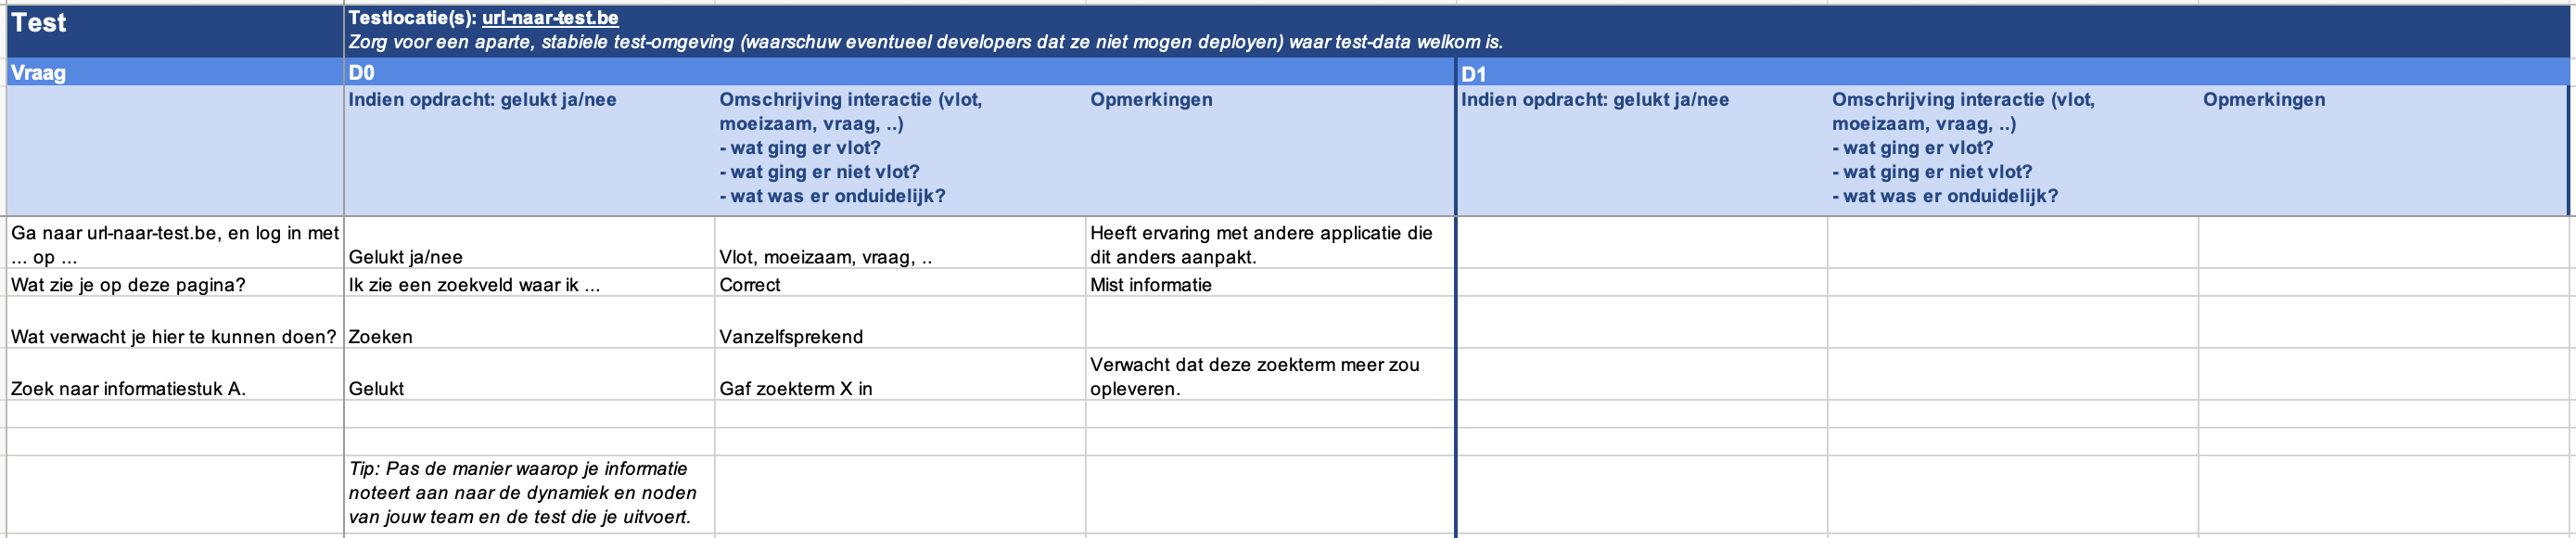 Test
Testlocatie(s): url-naar-test.be
Zorg voor een aparte, stabiele test-omgeving (waarschuw eventueel developers dat ze niet mogen deployen) waar test-data welkom is.
Vraag
D0
D1
Indien opdracht: gelukt ja/nee
Omschrijving interactie (vlot,
moeizaam, vraag, ..)
- wat ging er vlot?
- wat ging er niet vlot?
- wat was er onduidelijk?
Opmerkingen
Indien opdracht: gelukt ja/nee
Omschrijving interactie (vlot,
moeizaam, vraag, ..)
- wat ging er vlot?
- wat ging er niet vlot?
- wat was er onduidelijk?
Opmerkingen
Ga naar url-naar-test.be, en log in met
... op ...
Gelukt ja/nee
Vlot, moeizaam, vraag, ..
Heeft ervaring met andere applicatie die
dit anders aanpakt.
Wat zie je op deze pagina?
Ik zie een zoekveld waar ik ...
Correct
Mist informatie
Wat verwacht je hier te kunnen doen?
Zoeken
Vanzelfsprekend
Zoek naar informatiestuk A.
Gelukt
Gaf zoekterm X in
Verwacht dat deze zoekterm meer zou
opleveren.
Tip: Pas de manier waarop je informatie
noteert aan naar de dynamiek en noden
van jouw team en de test die je uitvoert.